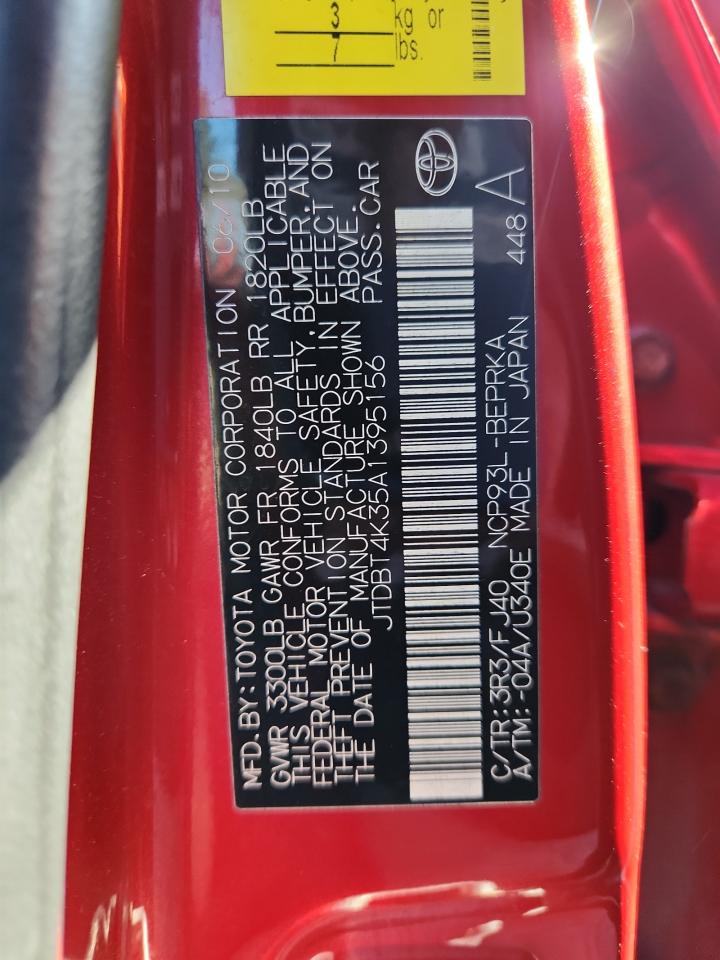 3 kg or
7 lbs.
MFD. BY: TOYOTA MOTOR CORPORATION 06/10
GVWR 3300LB GAWR FR 1840LB RR 1820LB
THIS VEHICLE CONFORMS TO ALL APPLICABLE
FEDERAL MOTOR VEHICLE SAFETY, BUMPER, AND
THEFT PREVENTION STANDARDS IN EFFECT ON
THE DATE OF MANUFACTURE SHOWN ABOVE.
JTDBT4K35A1395156 PASS. CAR
C/TR: 3R3/FJ40 NCP93L-BEPRKA 448 A
A/TM: -04A/U340E MADE IN JAPAN